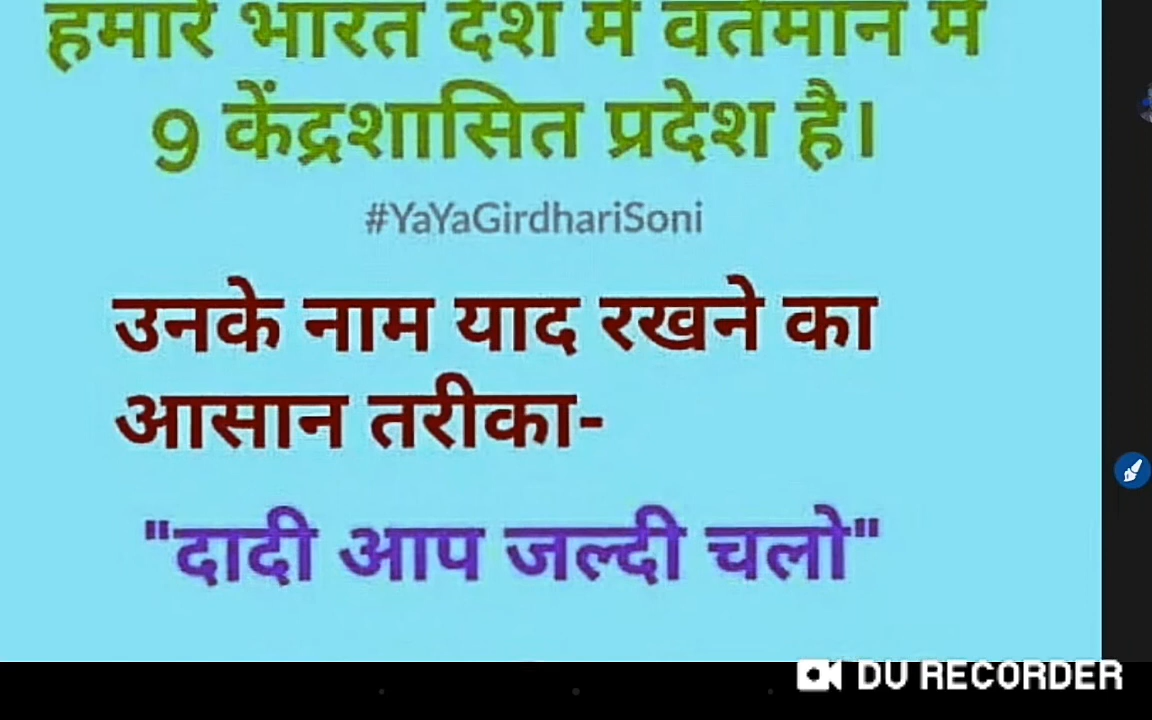 हमारे भारत देश में वर्तमान में
9 केंद्रशासित प्रदेश है।
#YaYaGirdhariSoni
उनके नाम याद रखने का
आसान तरीका-
"दादी आप जल्दी चलो"
DU RECORDER